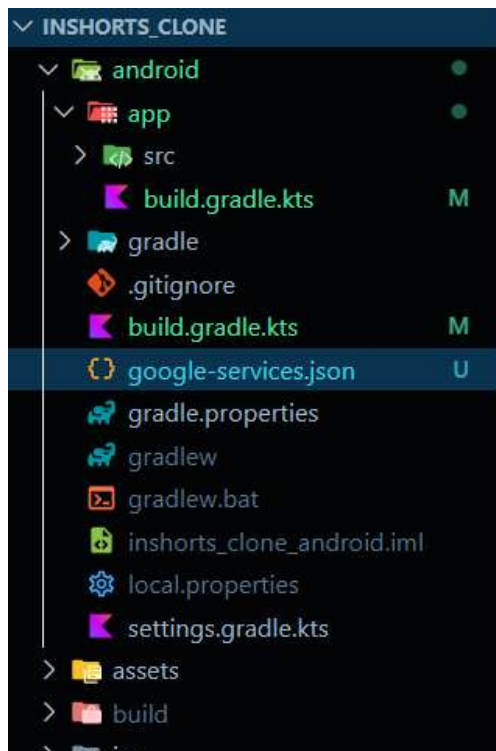 INSHORTS_CLONE
android
app
src
build.gradle.kts M
gradle
.gitignore
build.gradle.kts M
google-services.json U
gradle.properties
gradlew
gradlew.bat
inshorts_clone_android.iml
local.properties
settings.gradle.kts
assets
build